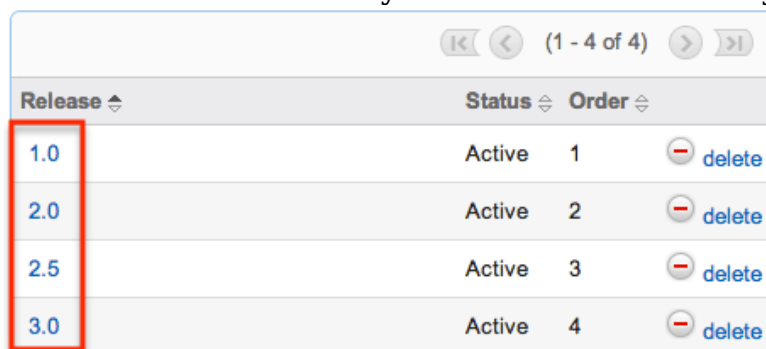 (1 - 4 of 4)
Release Status Order
1.0 Active 1 delete
2.0 Active 2 delete
2.5 Active 3 delete
3.0 Active 4 delete